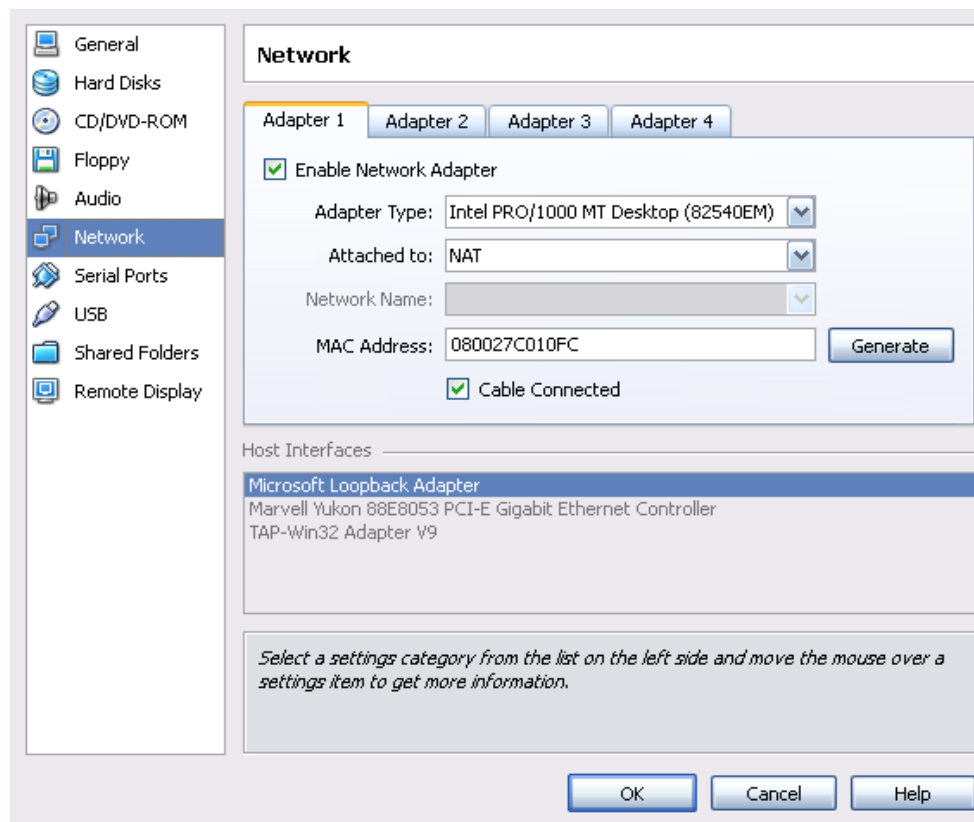 General
Hard Disks
CD/DVD-ROM
Floppy
Audio
Network
Serial Ports
USB
Shared Folders
Remote Display
Network
Adapter 1 Adapter 2 Adapter 3 Adapter 4
Enable Network Adapter
Adapter Type: Intel PRO/1000 MT Desktop (82540EM)
Attached to: NAT
Network Name:
MAC Address: 080027C010FC Generate
Cable Connected
Host Interfaces
Microsoft Loopback Adapter
Marvell Yukon 88E8053 PCI-E Gigabit Ethernet Controller
TAP-Win32 Adapter V9
Select a settings category from the list on the left side and move the mouse over a
settings item to get more information.
OK Cancel Help